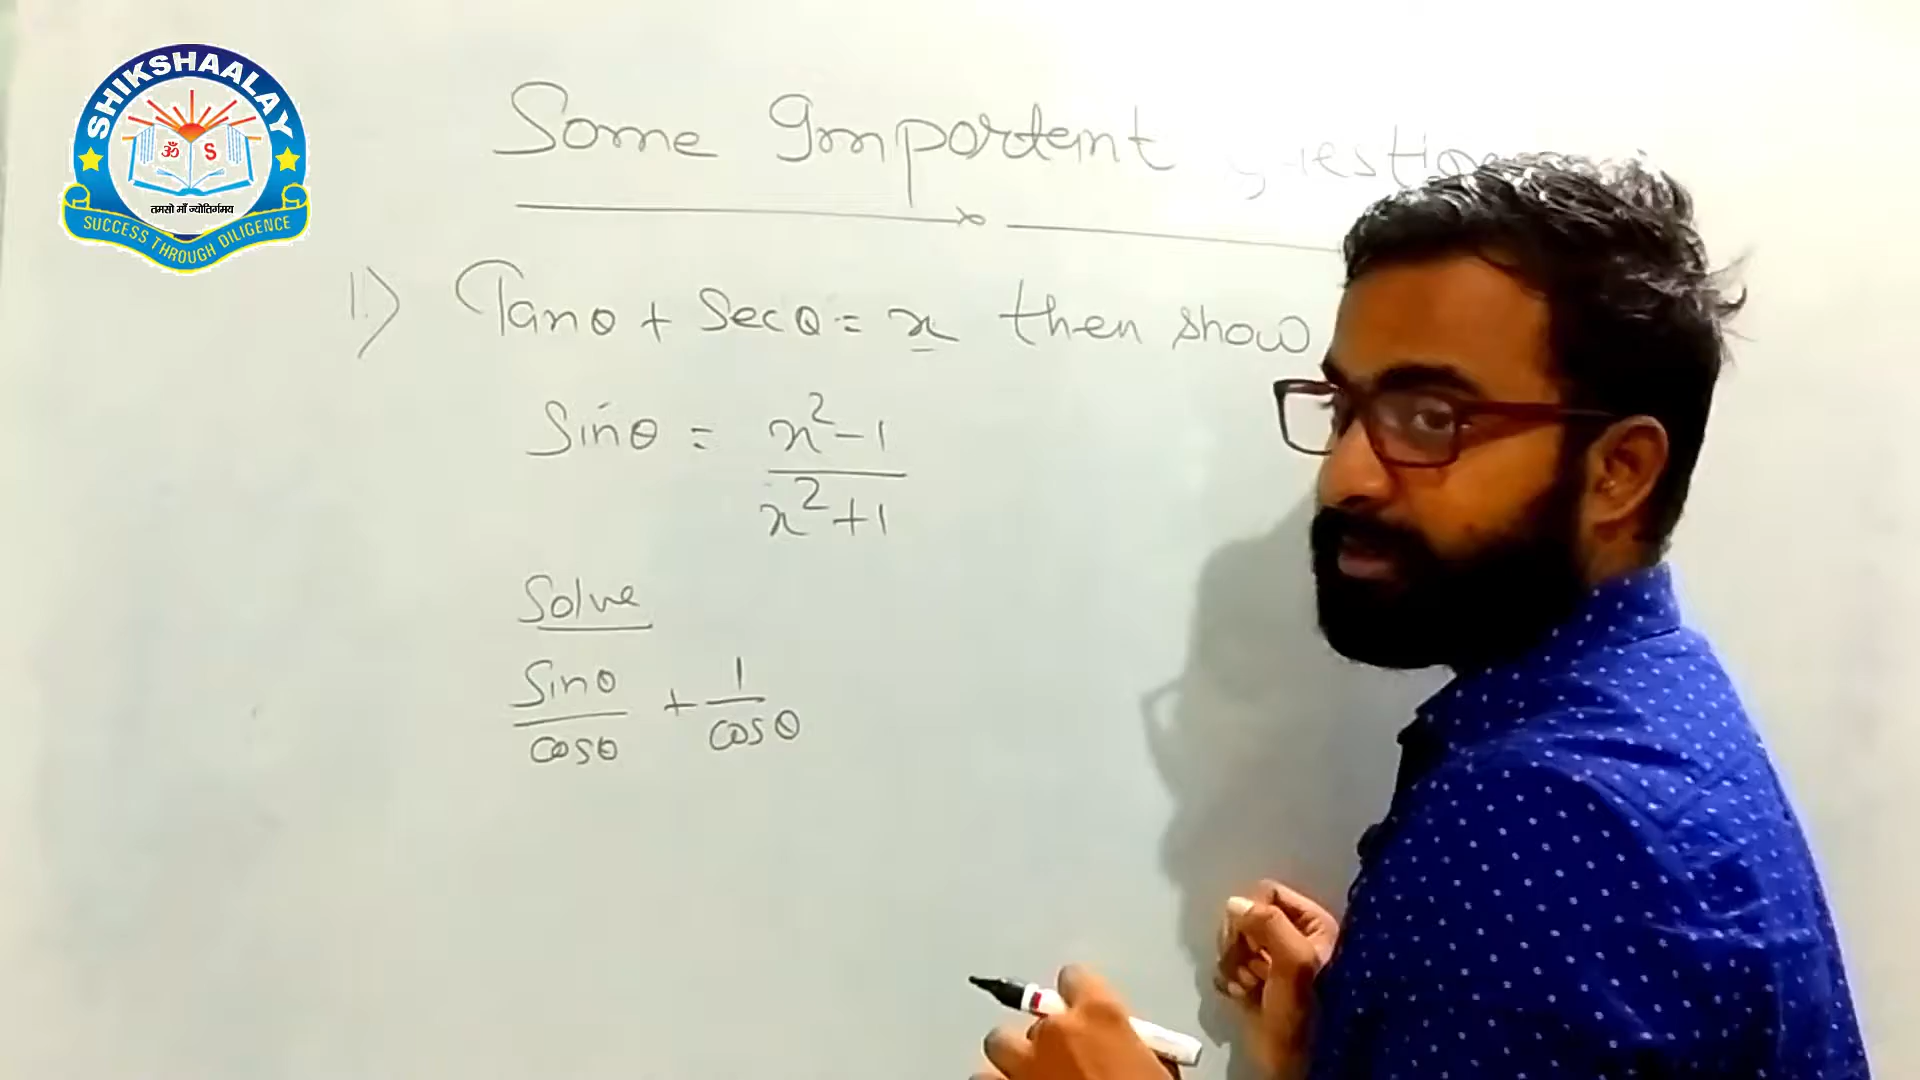 SHIKSHAALAY
ॐ S
तमसो माँ ज्योतिर्गमय
SUCCESS THROUGH DILIGENCE
Some Important
1.) Tanθ + Secθ = x then show
Sinθ = x²-1 / x²+1
Solve
Sinθ / cosθ + 1 / cosθ